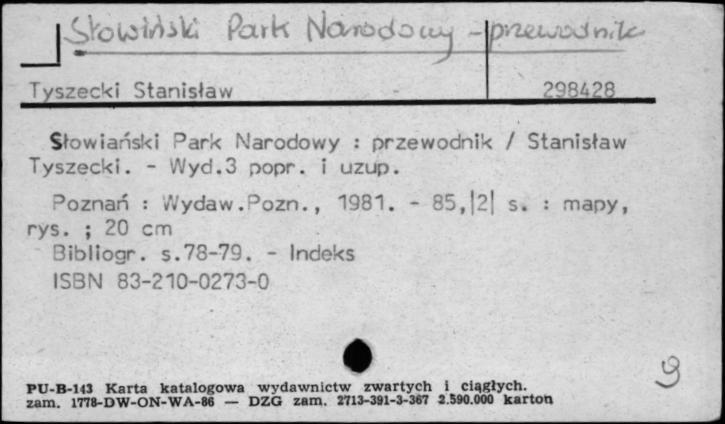 Słowiński Park Narodowy - przewodnik
Tyszecki Stanisław 298428
Słowiański Park Narodowy : przewodnik / Stanisław
Tyszecki. - Wyd.3 popr. i uzup.
Poznań : Wydaw.Pozn., 1981. - 85,|2| s. : mapy,
rys. ; 20 cm
Bibliogr. s.78-79. - Indeks
ISBN 83-210-0273-0
PU-B-143 Karta katalogowa wydawnictw zwartych i ciągłych.
zam. 1778-DW-ON-WA-86 — DZG zam. 2713-391-3-367 2.590.000 karton